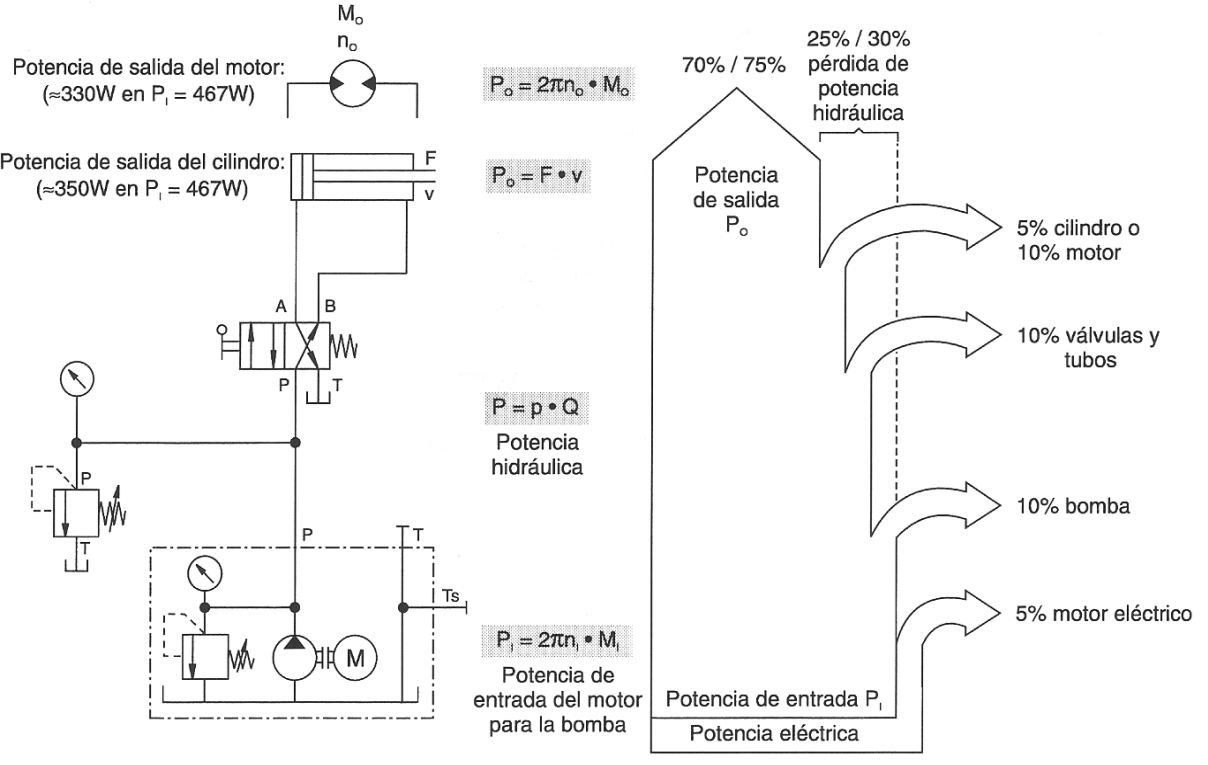 Mₒ
nₒ
Potencia de salida del motor:
(≈330W en Pᵢ = 467W)
Pₒ = 2πnₒ • Mₒ
Potencia de salida del cilindro:
(≈350W en Pᵢ = 467W)
F
v
Pₒ = F • v
A B
P T
P = p • Q
Potencia
hidráulica
P
T
P
T
Ts
M
Pᵢ = 2πnᵢ • Mᵢ
Potencia de
entrada del motor
para la bomba
70% / 75%
25% / 30%
pérdida de
potencia
hidráulica
Potencia
de salida
Pₒ
5% cilindro o
10% motor
10% válvulas y
tubos
10% bomba
5% motor eléctrico
Potencia de entrada Pᵢ
Potencia eléctrica